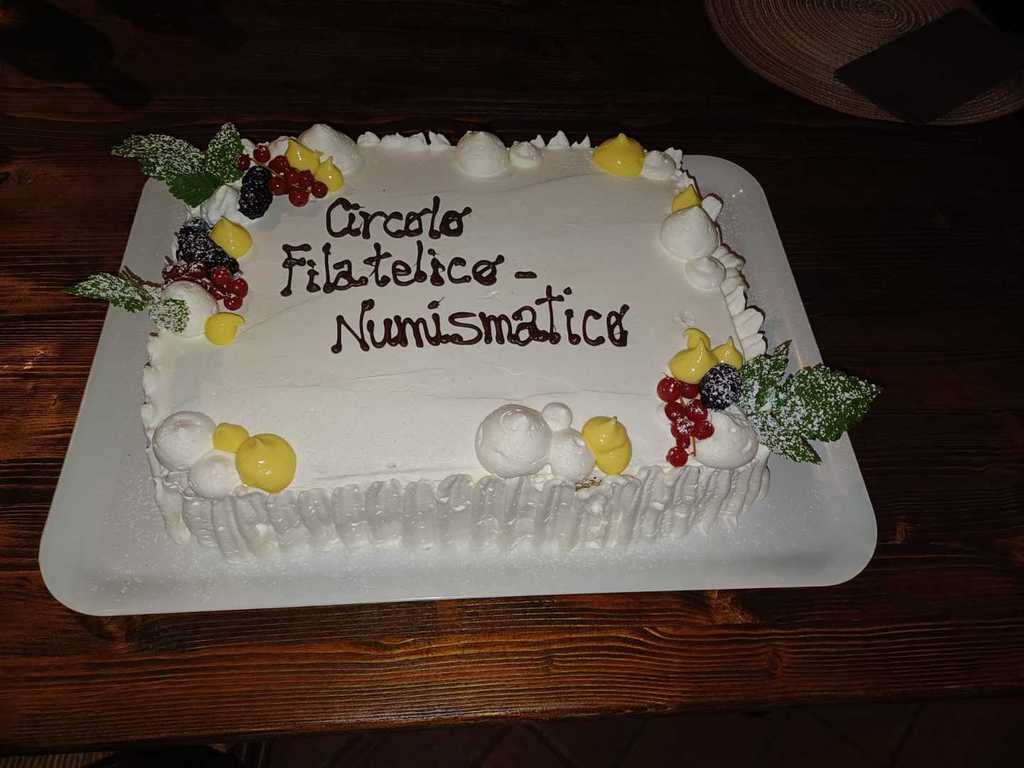 Circolo
Filatelico -
Numismatico